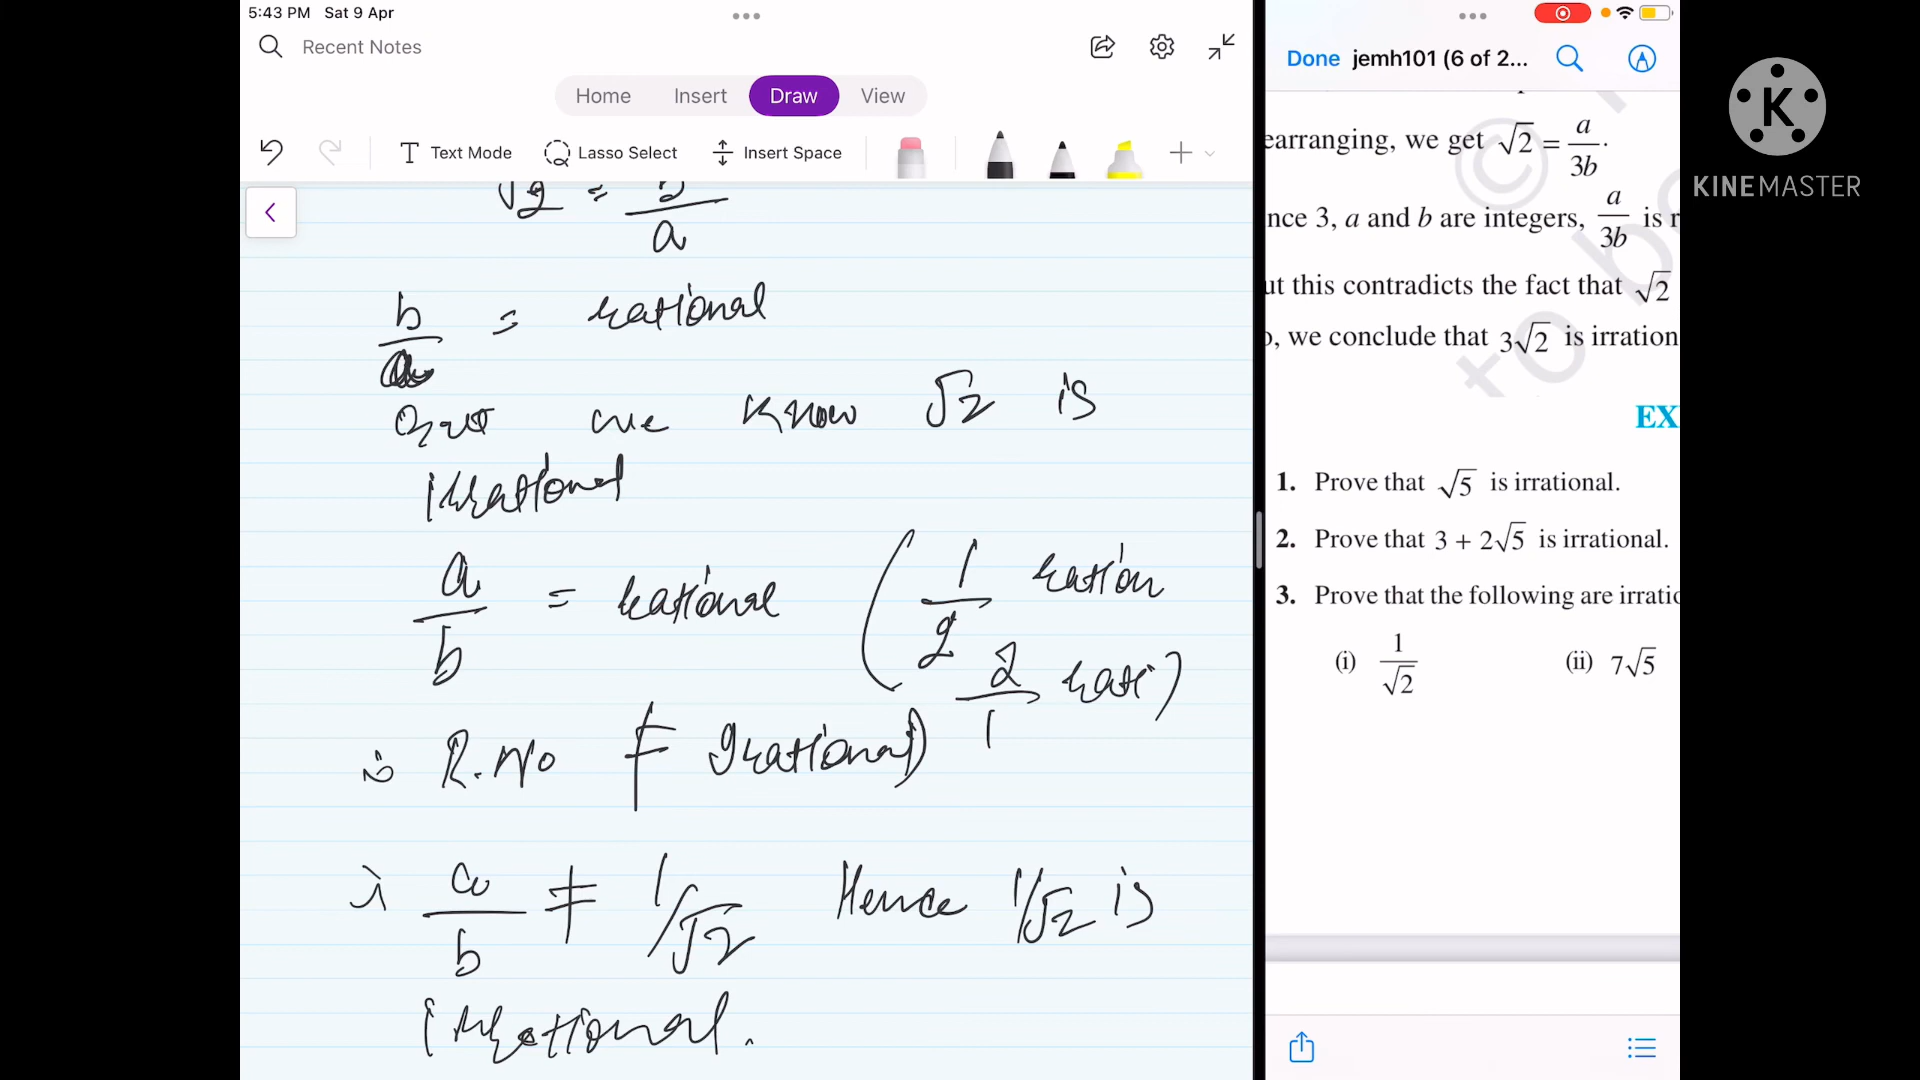 5:43 PM Sat 9 Apr
Recent Notes
Home Insert Draw View
Text Mode Lasso Select Insert Space
√2 = b/a
b/a = rational
But we know √2 is
irrational
a/b = rational (1/2 ration
2/1 rati)
∴ R.No ≠ Irrational)
∴ a/b ≠ 1/√2 Hence 1/√2 is
irrational.
Done jemh101 (6 of 2...
earranging, we get √2 = a/3b.
nce 3, a and b are integers, a/3b is r
ut this contradicts the fact that √2
o, we conclude that 3√2 is irration
to be
EX
1. Prove that √5 is irrational.
2. Prove that 3 + 2√5 is irrational.
3. Prove that the following are irratio
(i) 1/√2 (ii) 7√5
K
KINEMASTER